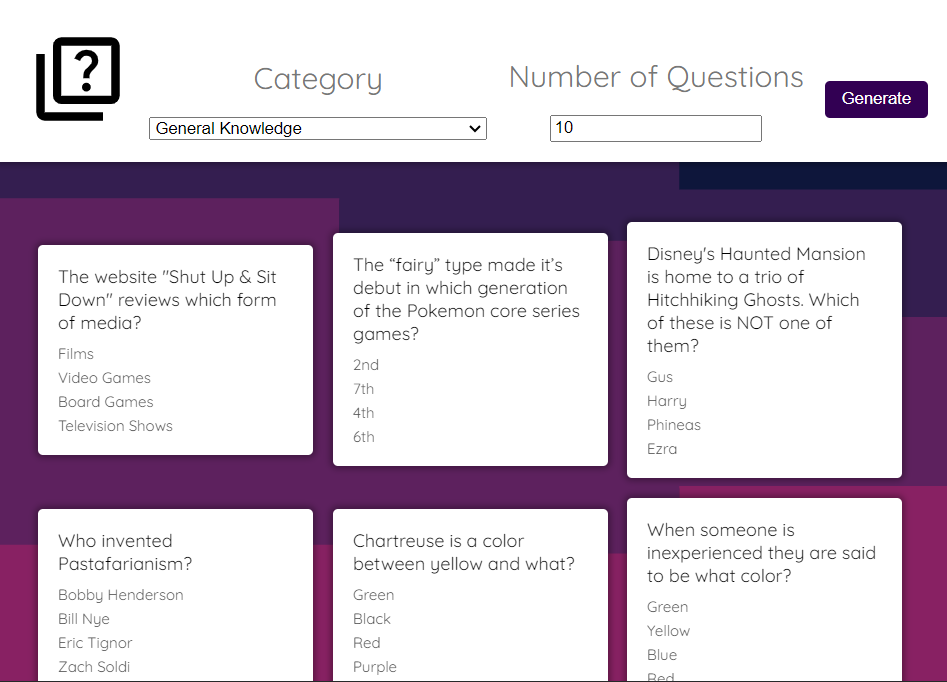 ?
Category
Number of Questions
Generate
General Knowledge
10
The website "Shut Up & Sit
Down" reviews which form
of media?
Films
Video Games
Board Games
Television Shows
The “fairy” type made it’s
debut in which generation
of the Pokemon core series
games?
2nd
7th
4th
6th
Disney's Haunted Mansion
is home to a trio of
Hitchhiking Ghosts. Which
of these is NOT one of
them?
Gus
Harry
Phineas
Ezra
Who invented
Pastafarianism?
Bobby Henderson
Bill Nye
Eric Tignor
Zach Soldi
Chartreuse is a color
between yellow and what?
Green
Black
Red
Purple
When someone is
inexperienced they are said
to be what color?
Green
Yellow
Blue
Red